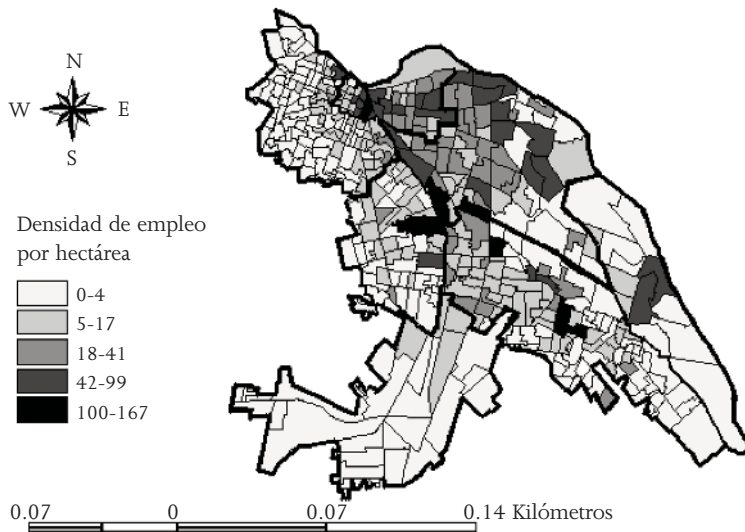 N
W E
S
Densidad de empleo
por hectárea
0-4
5-17
18-41
42-99
100-167
0.07 0 0.07 0.14 Kilómetros